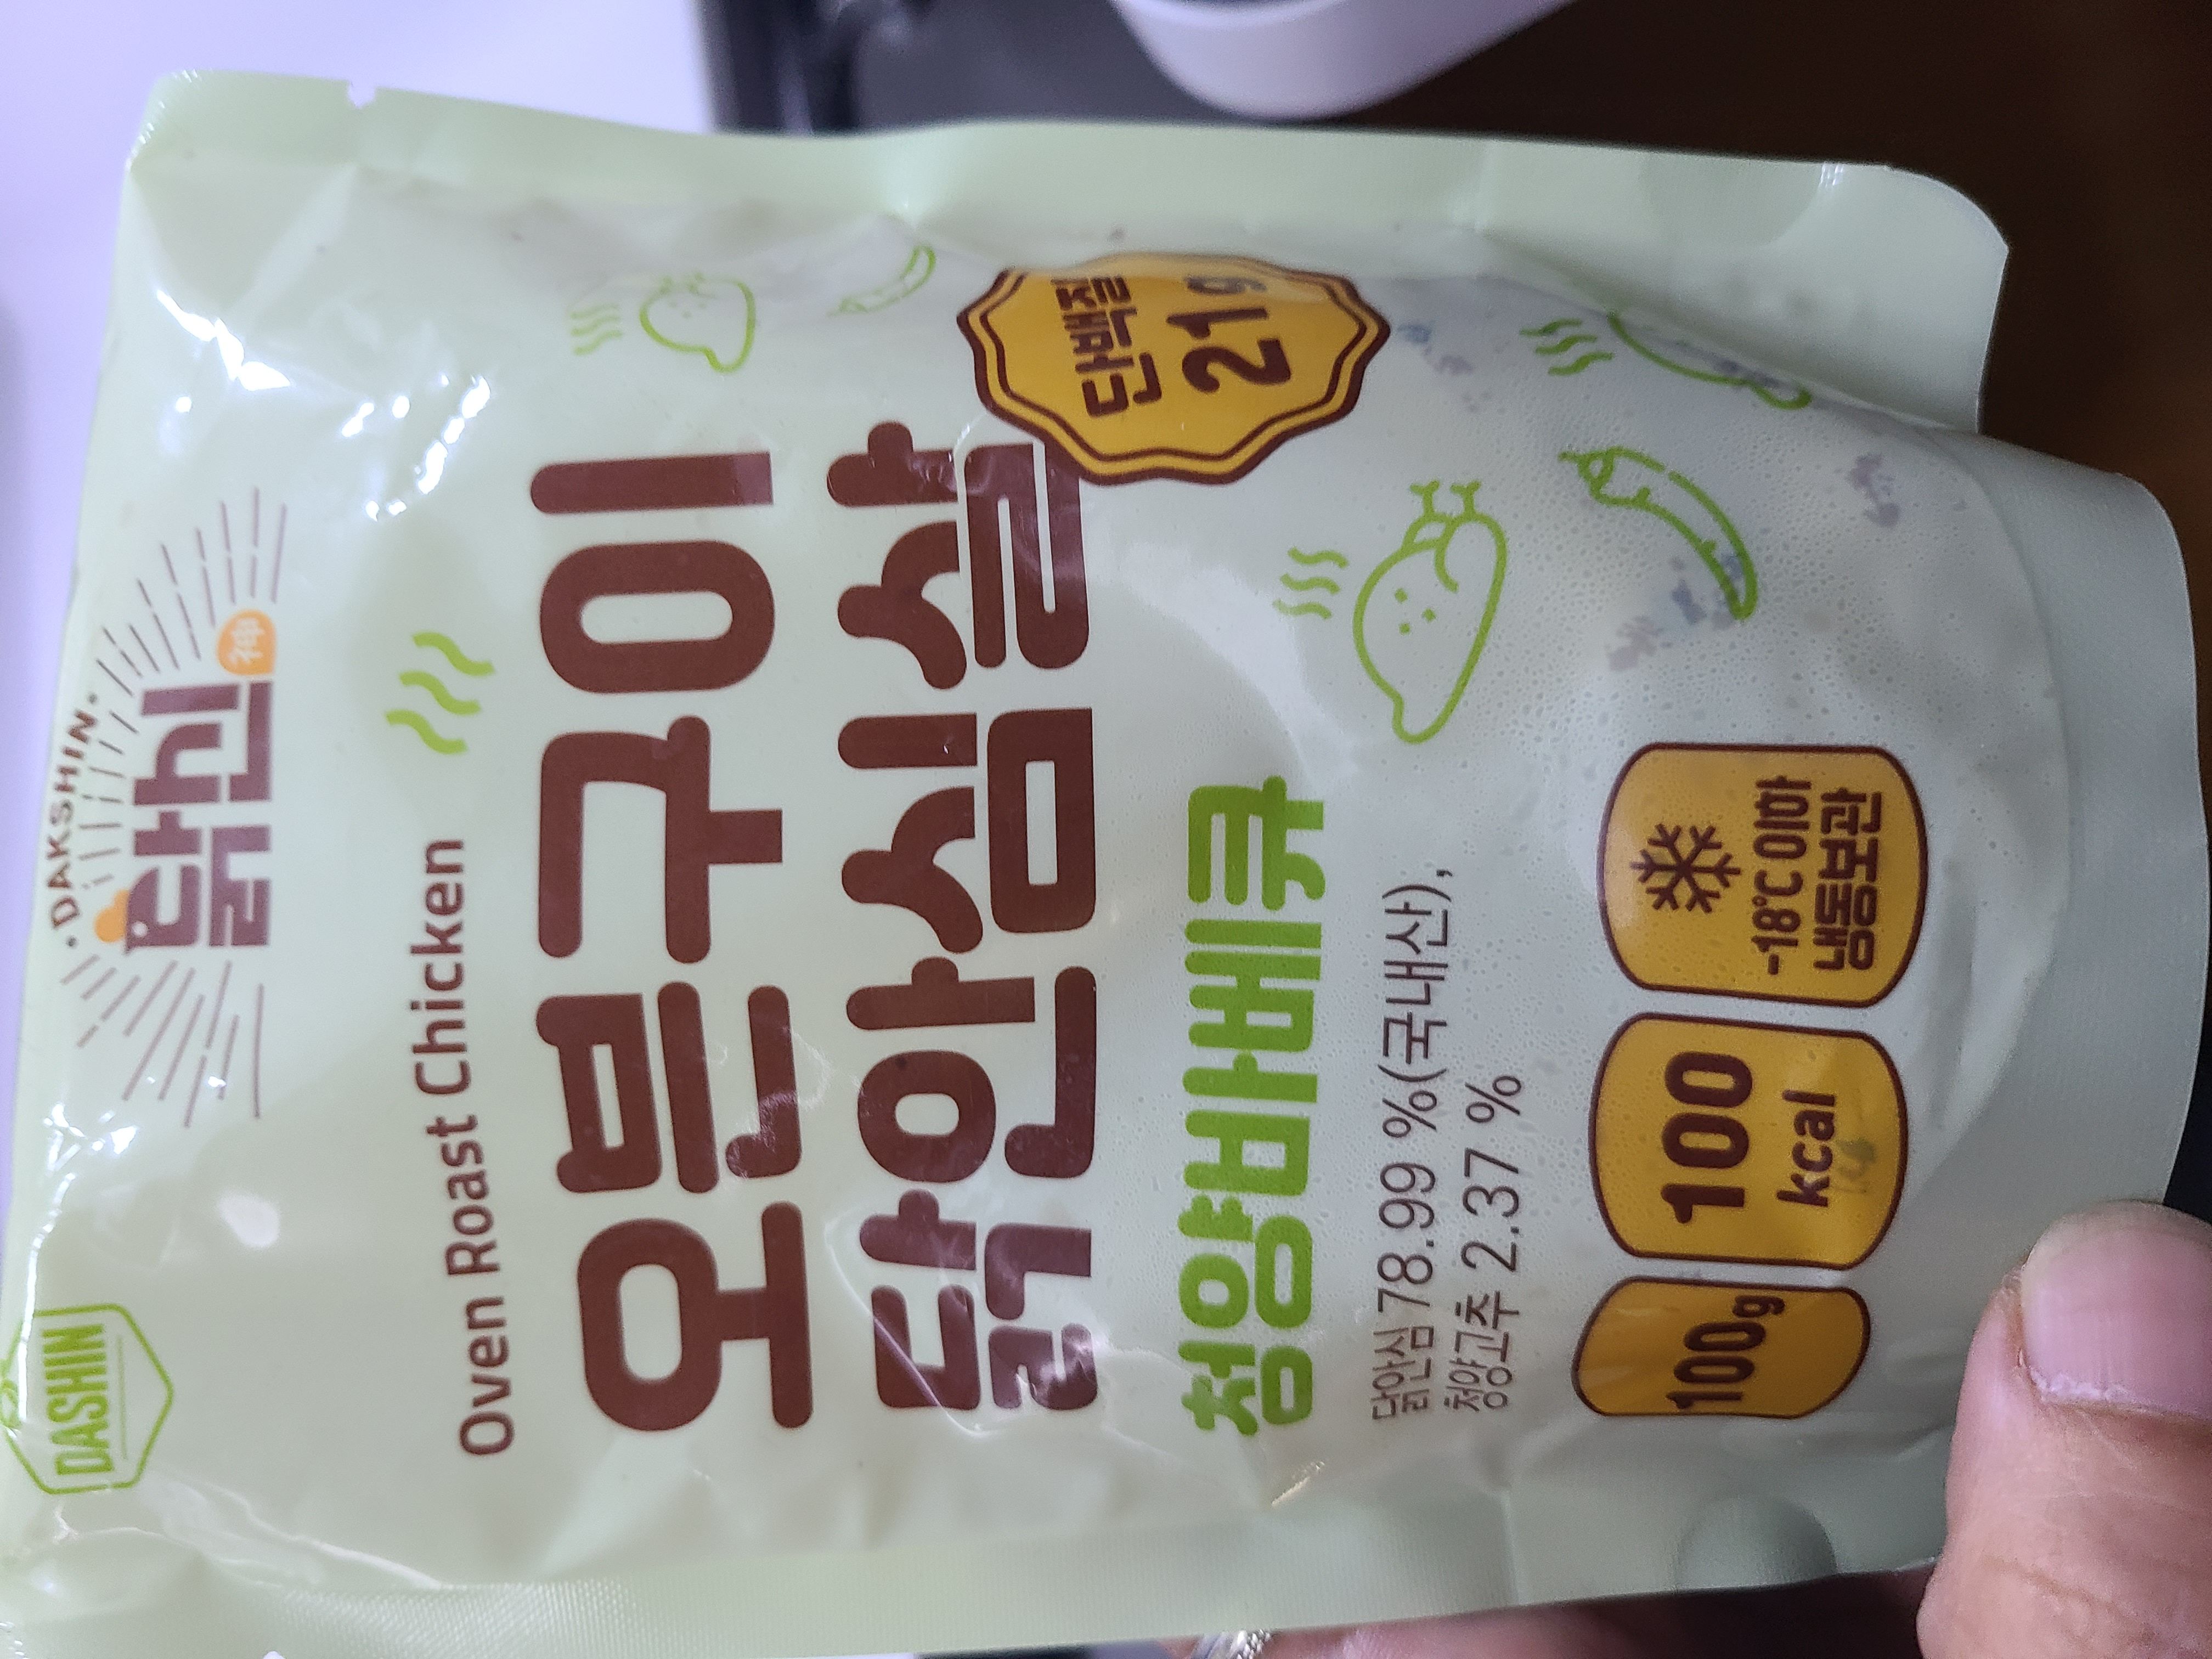 DASHIN
·DAKSHIN·
닭신
神
Oven Roast Chicken
오븐구이
닭안심살
단백질
21 g
청양바베큐
닭안심 78.99 %(국내산),
청양고추 2.37 %
100g
100
kcal
-18℃ 이하
냉동보관